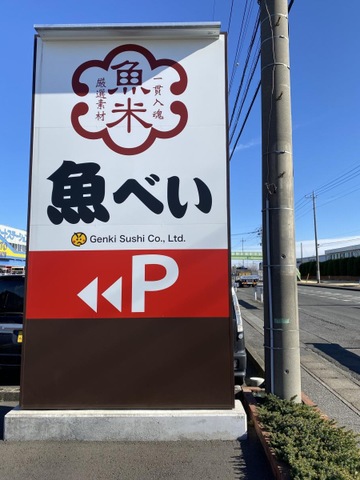 一貫入魂
魚米
厳選素材
魚べい
Genki Sushi Co., Ltd.
P